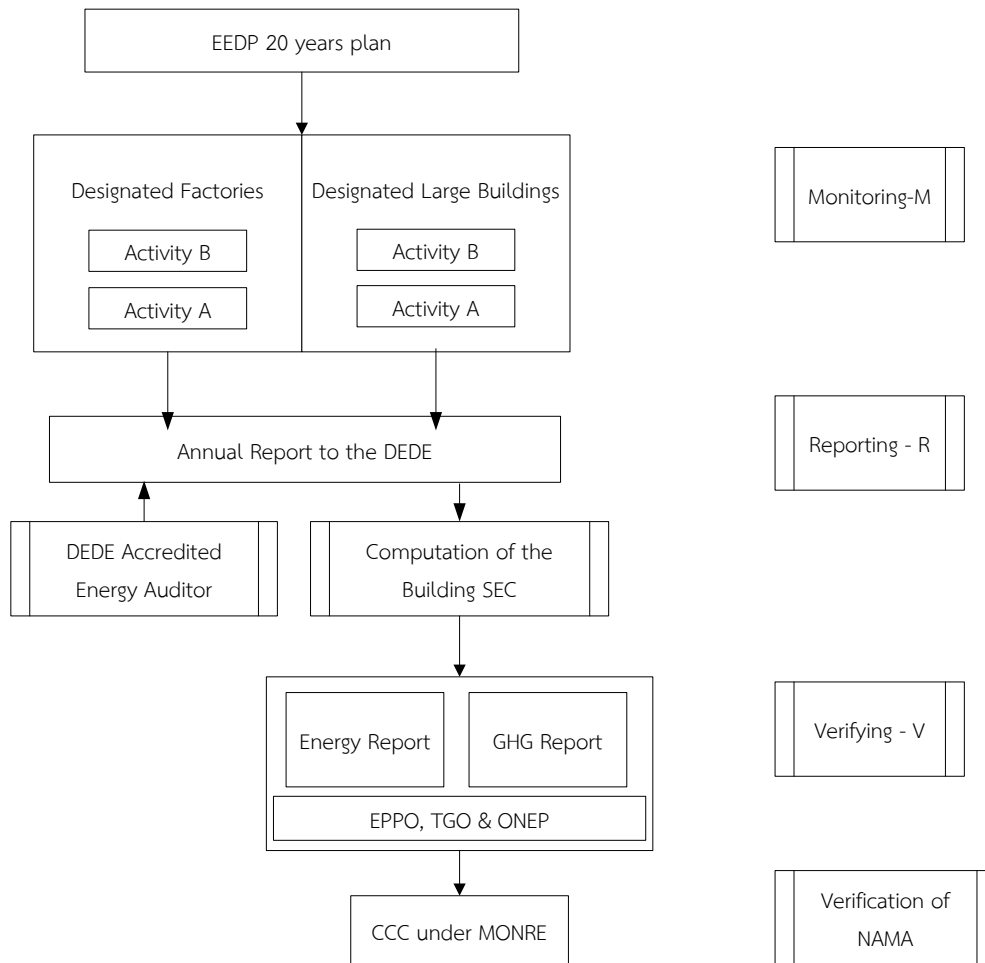 EEDP 20 years plan
Designated Factories
Activity B
Activity A
Designated Large Buildings
Activity B
Activity A
Monitoring-M
Annual Report to the DEDE
Reporting - R
DEDE Accredited
Energy Auditor
Computation of the
Building SEC
Energy Report
GHG Report
EPPO, TGO & ONEP
Verifying - V
CCC under MONRE
Verification of
NAMA